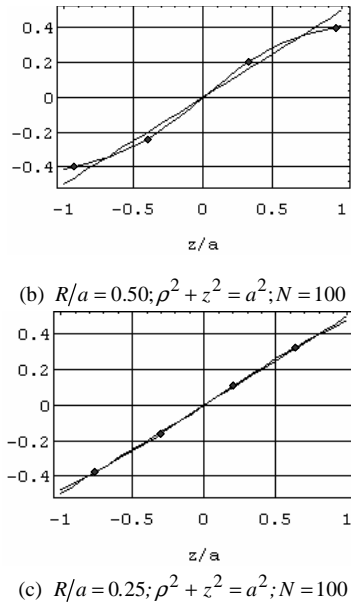 0.4
0.2
0
-0.2
-0.4
-1 -0.5 0 0.5 1
z/a
(b) R/a = 0.50; ρ² + z² = a²; N = 100
0.4
0.2
0
-0.2
-0.4
-1 -0.5 0 0.5 1
z/a
(c) R/a = 0.25; ρ² + z² = a²; N = 100